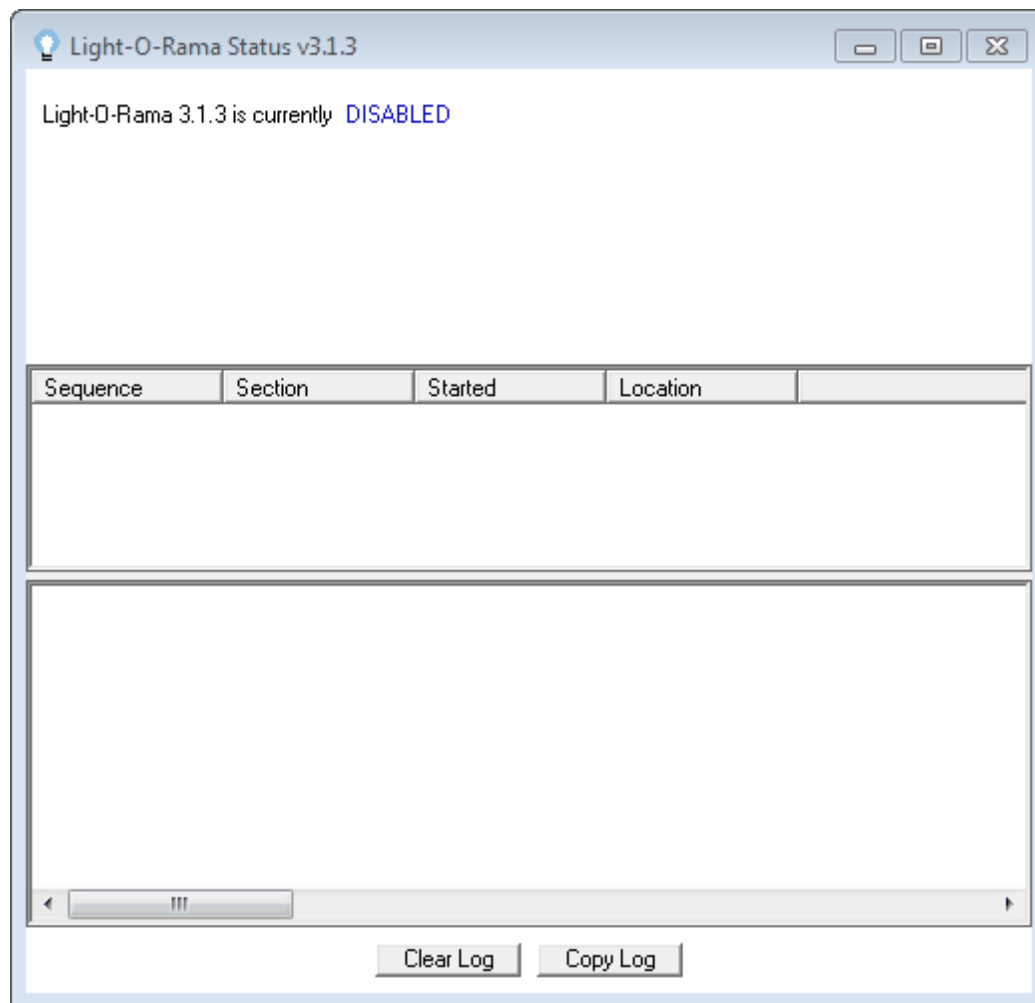 Light-O-Rama Status v3.1.3
Light-O-Rama 3.1.3 is currently DISABLED
Sequence Section Started Location
Clear Log Copy Log